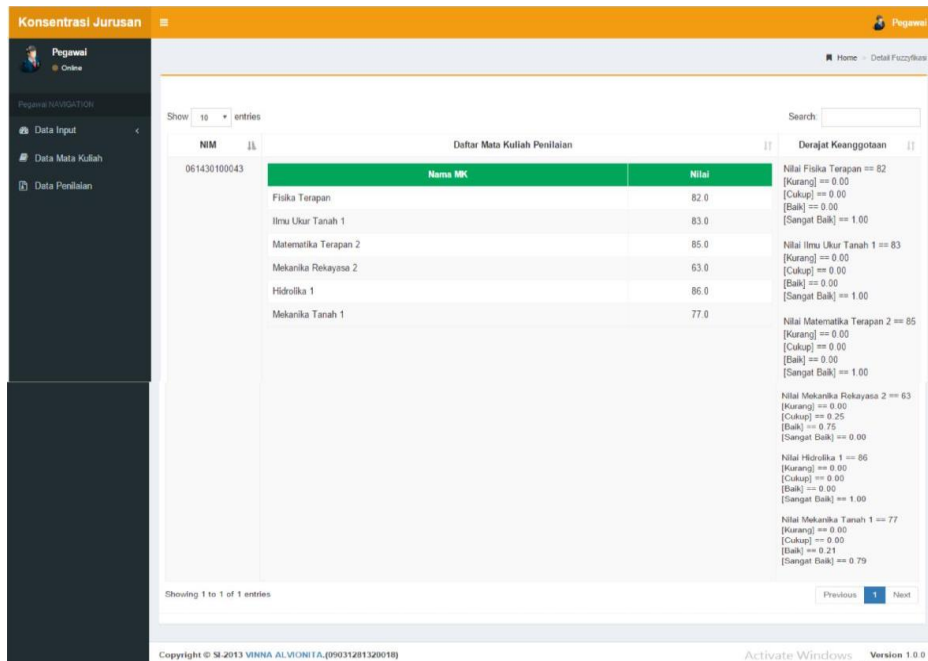 Konsentrasi Jurusan
Pegawai
Pegawai
Online
Home > Detail Fuzzyfikasi
Pegawai NAVIGATION
Data Input
Data Mata Kuliah
Data Penilaian
Show 10 entries
Search:
NIM Daftar Mata Kuliah Penilaian Derajat Keanggotaan
061430100043
Nama MK Nilai
Fisika Terapan 82.0
Ilmu Ukur Tanah 1 83.0
Matematika Terapan 2 85.0
Mekanika Rekayasa 2 63.0
Hidrolika 1 86.0
Mekanika Tanah 1 77.0
Nilai Fisika Terapan == 82
[Kurang] == 0.00
[Cukup] == 0.00
[Baik] == 0.00
[Sangat Baik] == 1.00
Nilai Ilmu Ukur Tanah 1 == 83
[Kurang] == 0.00
[Cukup] == 0.00
[Baik] == 0.00
[Sangat Baik] == 1.00
Nilai Matematika Terapan 2 == 85
[Kurang] == 0.00
[Cukup] == 0.00
[Baik] == 0.00
[Sangat Baik] == 1.00
Nilai Mekanika Rekayasa 2 == 63
[Kurang] == 0.00
[Cukup] == 0.25
[Baik] == 0.75
[Sangat Baik] == 0.00
Nilai Hidrolika 1 == 86
[Kurang] == 0.00
[Cukup] == 0.00
[Baik] == 0.00
[Sangat Baik] == 1.00
Nilai Mekanika Tanah 1 == 77
[Kurang] == 0.00
[Cukup] == 0.00
[Baik] == 0.21
[Sangat Baik] == 0.79
Showing 1 to 1 of 1 entries
Previous 1 Next
Copyright © SI-2013 VINNA ALVIONITA.(09031281320018)
Activate Windows
Version 1.0.0